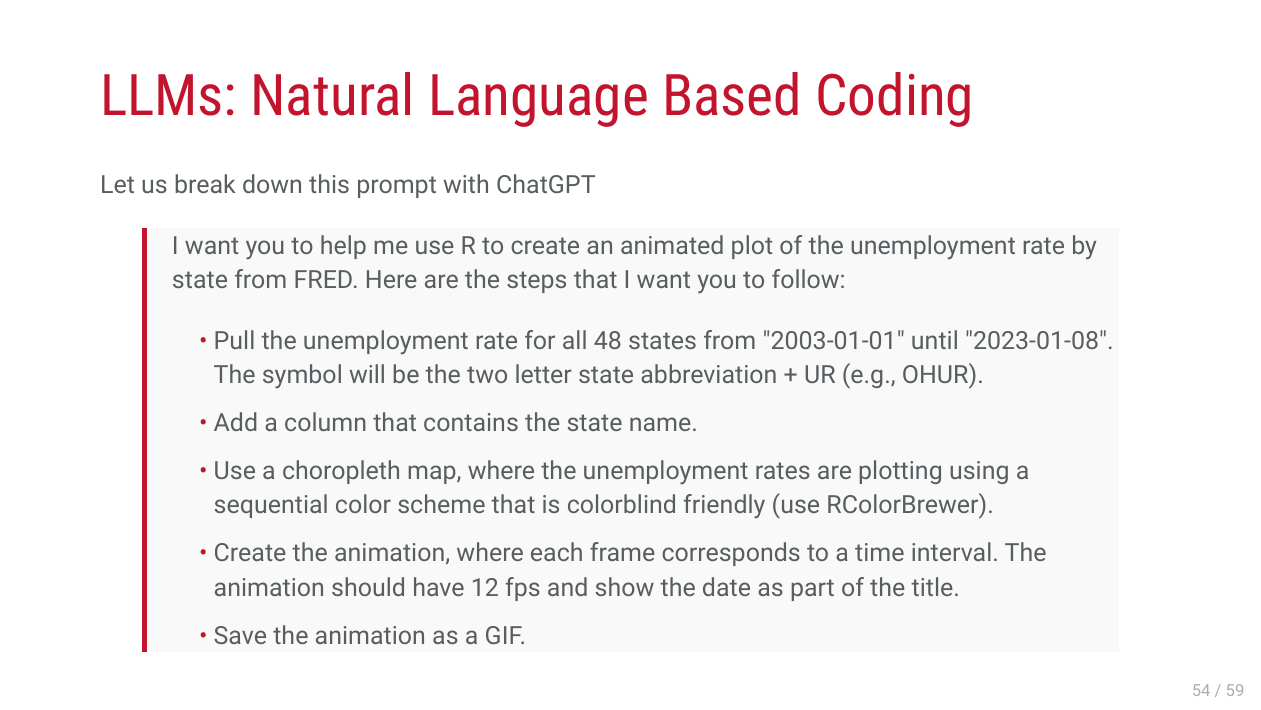 LLMs: Natural Language Based Coding
Let us break down this prompt with ChatGPT
I want you to help me use R to create an animated plot of the unemployment rate by
state from FRED. Here are the steps that I want you to follow:
• Pull the unemployment rate for all 48 states from "2003-01-01" until "2023-01-08".
The symbol will be the two letter state abbreviation + UR (e.g., OHUR).
• Add a column that contains the state name.
• Use a choropleth map, where the unemployment rates are plotting using a
sequential color scheme that is colorblind friendly (use RColorBrewer).
• Create the animation, where each frame corresponds to a time interval. The
animation should have 12 fps and show the date as part of the title.
• Save the animation as a GIF.
54 / 59